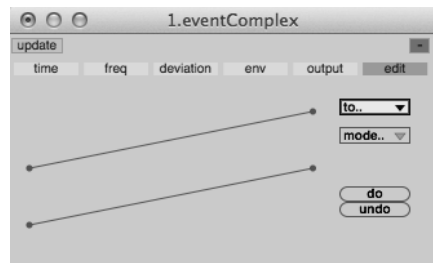 1.eventComplex
update -
time freq deviation env output edit
to..
mode..
do
undo